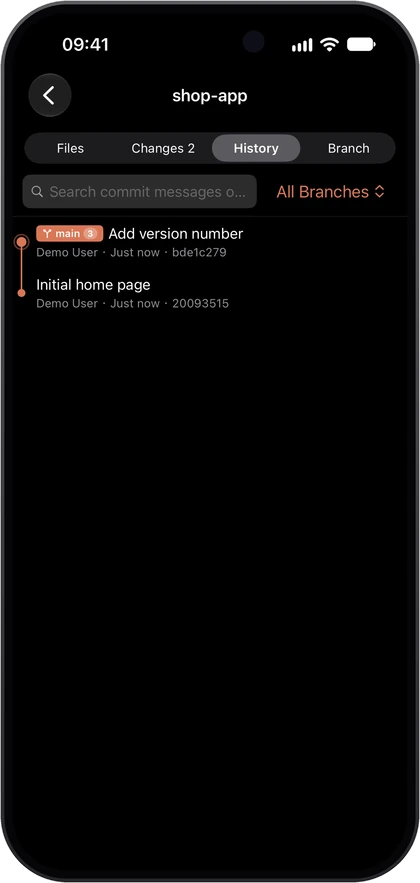 09:41
shop-app
Files Changes 2 History Branch
Search commit messages o... All Branches
main 3 Add version number
Demo User · Just now · bde1c279
Initial home page
Demo User · Just now · 20093515